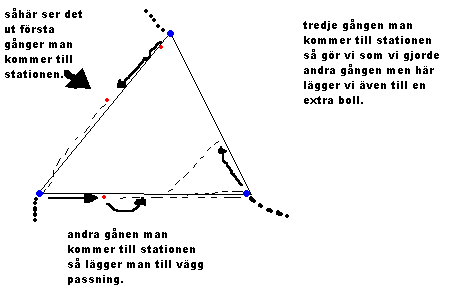 såhär ser det
ut första
gånger man
kommer till
stationen.
tredje gången man
kommer till stationen
så gör vi som vi gjorde
andra gången men här
lägger vi även till en
extra boll.
andra gånen man
kommer till stationen
så lägger man till vägg
passning.